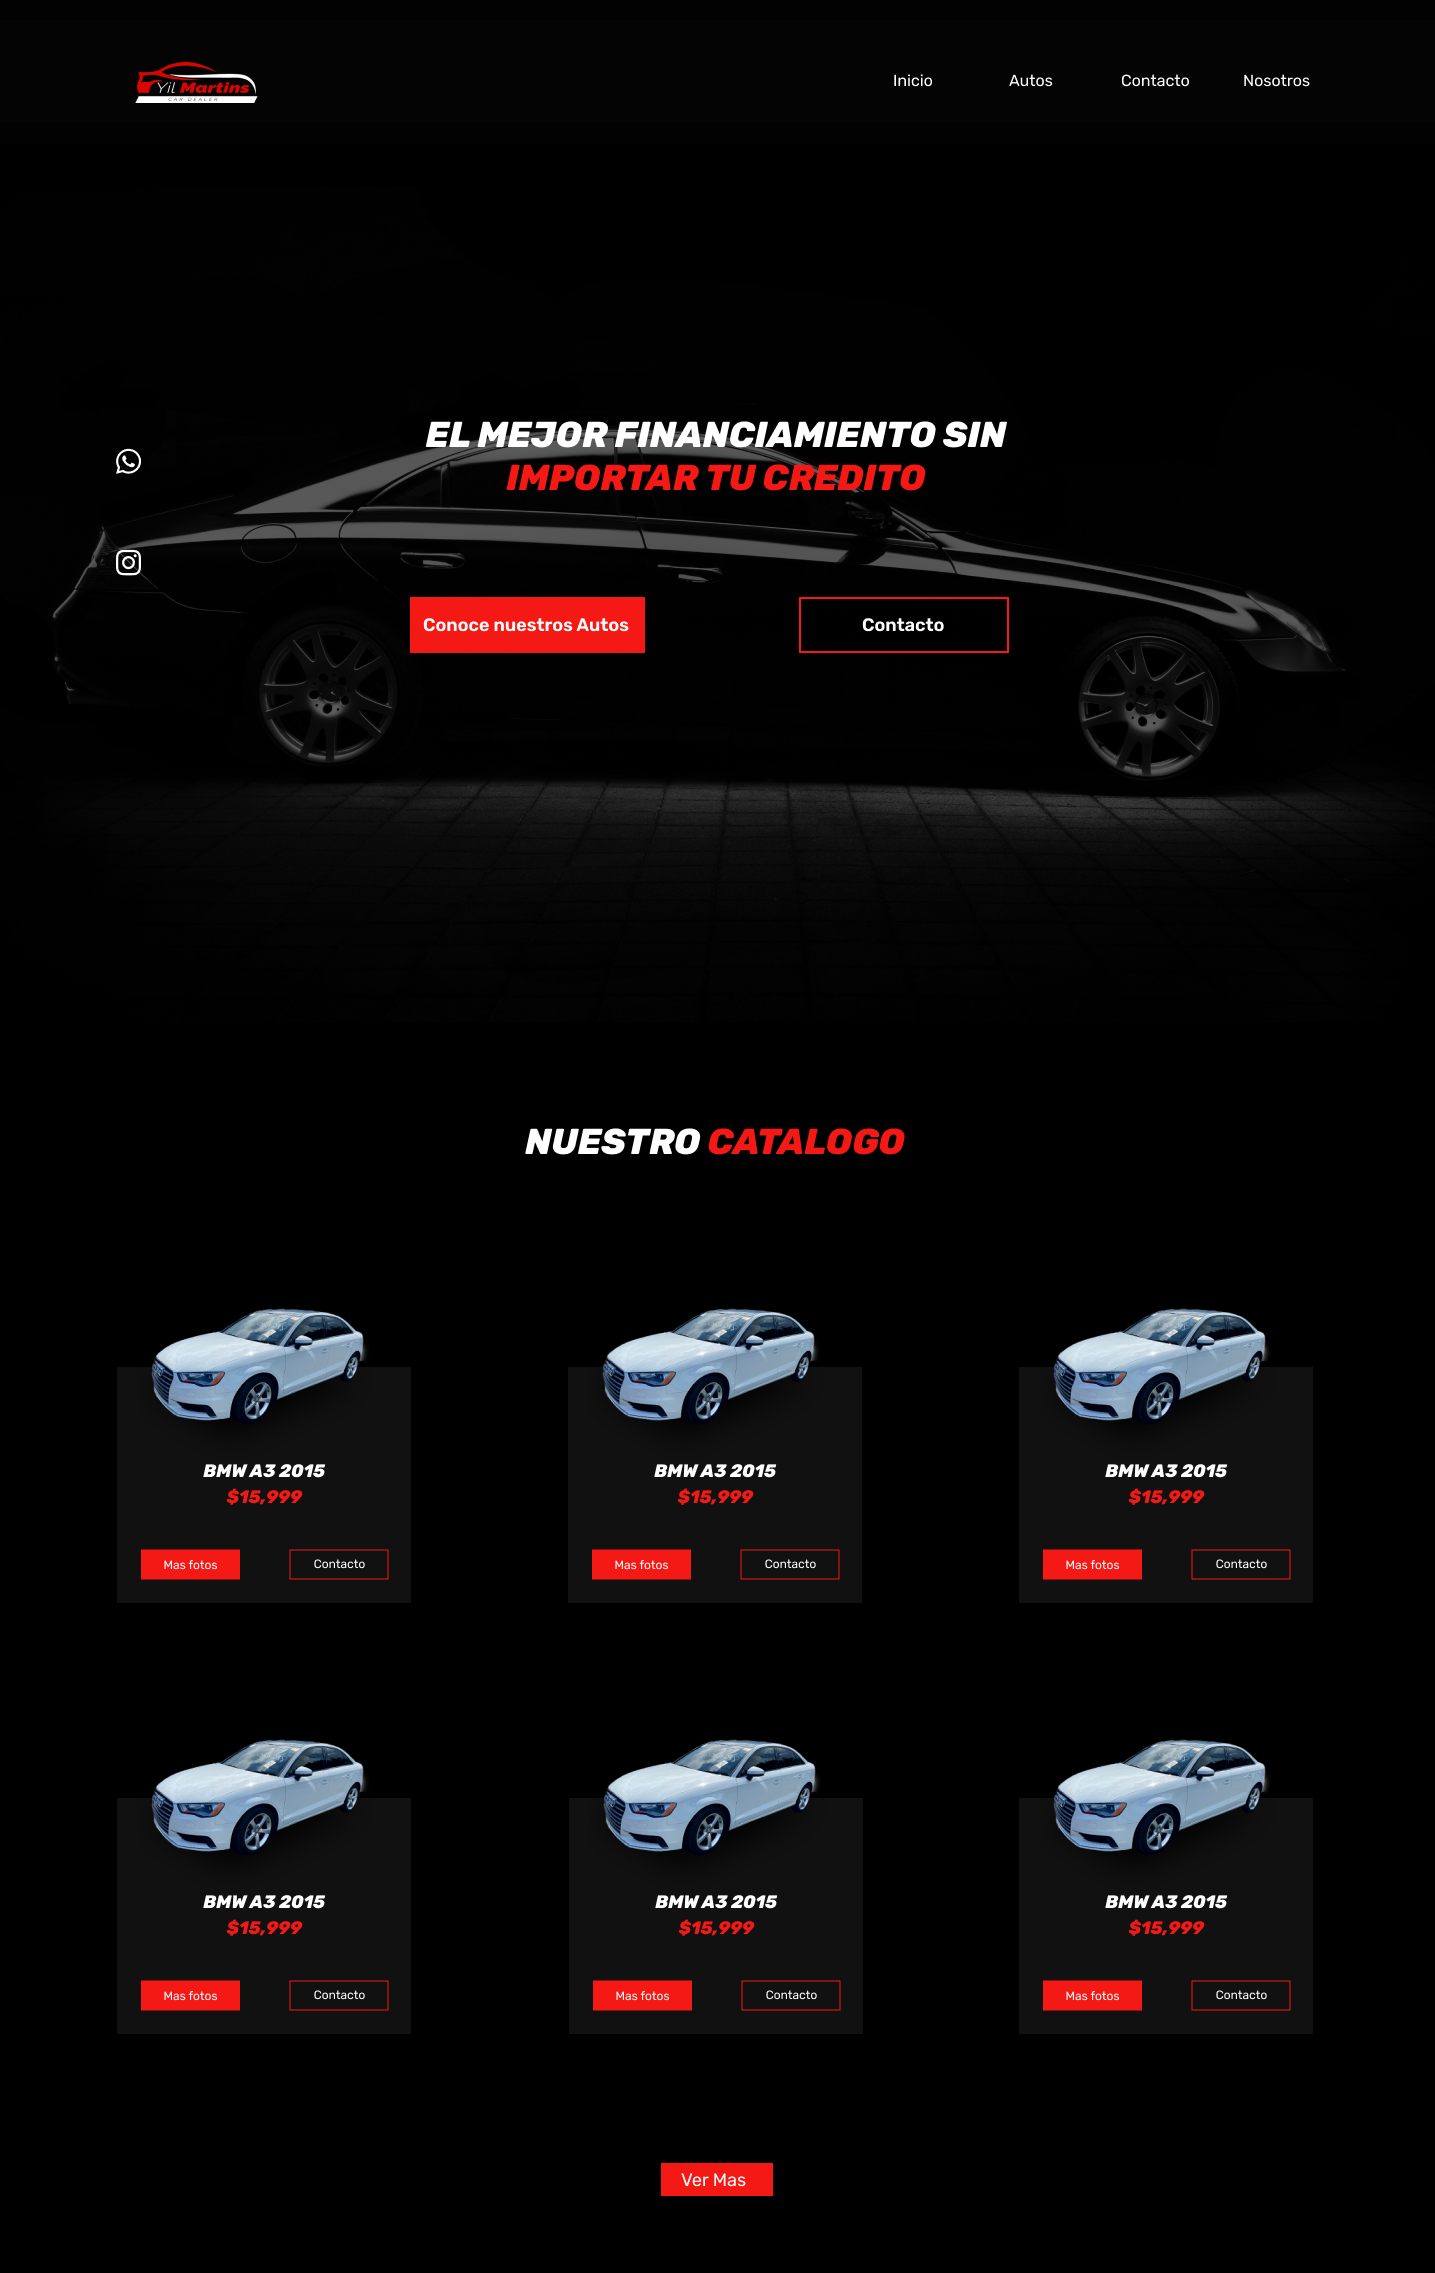 Yil Martins
CAR DEALER
Inicio Autos Contacto Nosotros
EL MEJOR FINANCIAMIENTO SIN
IMPORTAR TU CREDITO
Conoce nuestros Autos Contacto
NUESTRO CATALOGO
BMW A3 2015 BMW A3 2015 BMW A3 2015
$15,999 $15,999 $15,999
Mas fotos Contacto Mas fotos Contacto Mas fotos Contacto
BMW A3 2015 BMW A3 2015 BMW A3 2015
$15,999 $15,999 $15,999
Mas fotos Contacto Mas fotos Contacto Mas fotos Contacto
Ver Mas